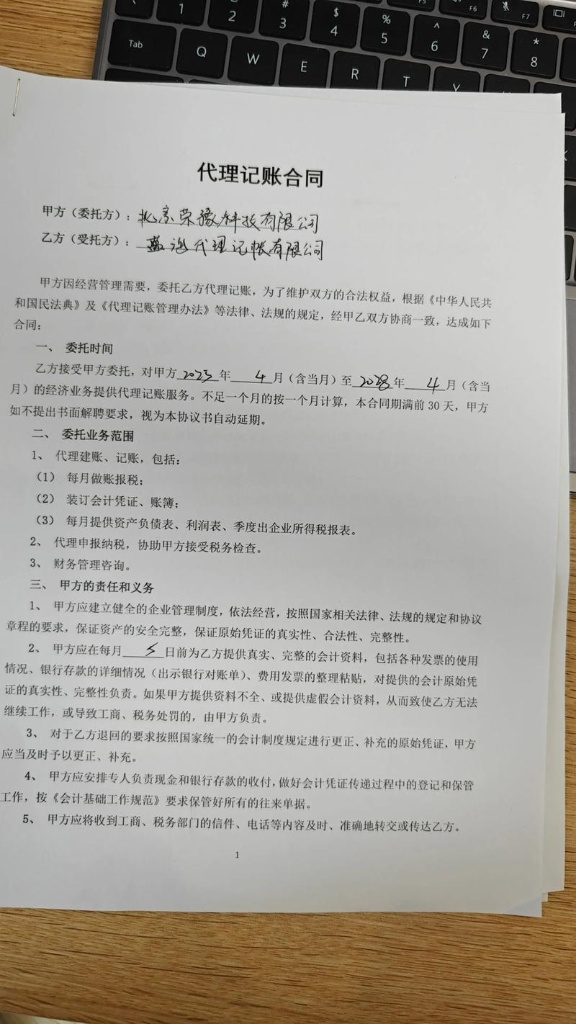 Tab
Q W E R T Y
1 2 3 4 5 6 7 8
# $ % ^ & *
F5 F6 F7
代理记账合同
甲方(委托方):北京荣豫科技有限公司
乙方(受托方):代理记帐有限公司
甲方因经营管理需要,委托乙方代理记账,为了维护双方的合法权益,根据《中华人民共
和国民法典》及《代理记账管理办法》等法律、法规的规定,经甲乙双方协商一致,达成如下
合同:
一、委托时间
乙方接受甲方委托,对甲方2023年4月(含当月)至2028年4月(含当
月)的经济业务提供代理记账服务。不足一个月的按一个月计算,本合同期满前30天,甲方
如不提出书面解聘要求,视为本协议书自动延期。
二、委托业务范围
1、代理建账、记账,包括:
(1)每月做账报税;
(2)装订会计凭证、账簿;
(3)每月提供资产负债表、利润表、季度出企业所得税报表。
2、代理申报纳税,协助甲方接受税务检查。
3、财务管理咨询。
三、甲方的责任和义务
1、甲方应建立健全的企业管理制度,依法经营,按照国家相关法律、法规的规定和协议
章程的要求,保证资产的安全完整,保证原始凭证的真实性、合法性、完整性。
2、甲方应在每月5日前为乙方提供真实、完整的会计资料,包括各种发票的使用
情况、银行存款的详细情况(出示银行对账单)、费用发票的整理粘贴,对提供的会计原始凭
证的真实性、完整性负责。如果甲方提供资料不全、或提供虚假会计资料,从而致使乙方无法
继续工作,或导致工商、税务处罚的,由甲方负责。
3、对于乙方退回的要求按照国家统一的会计制度规定进行更正、补充的原始凭证,甲方
应当及时予以更正、补充。
4、甲方应安排专人负责现金和银行存款的收付,做好会计凭证传递过程中的登记和保管
工作,按《会计基础工作规范》要求保管好所有的往来单据。
5、甲方应将收到工商、税务部门的信件、电话等内容及时、准确地转交或传达乙方。
1